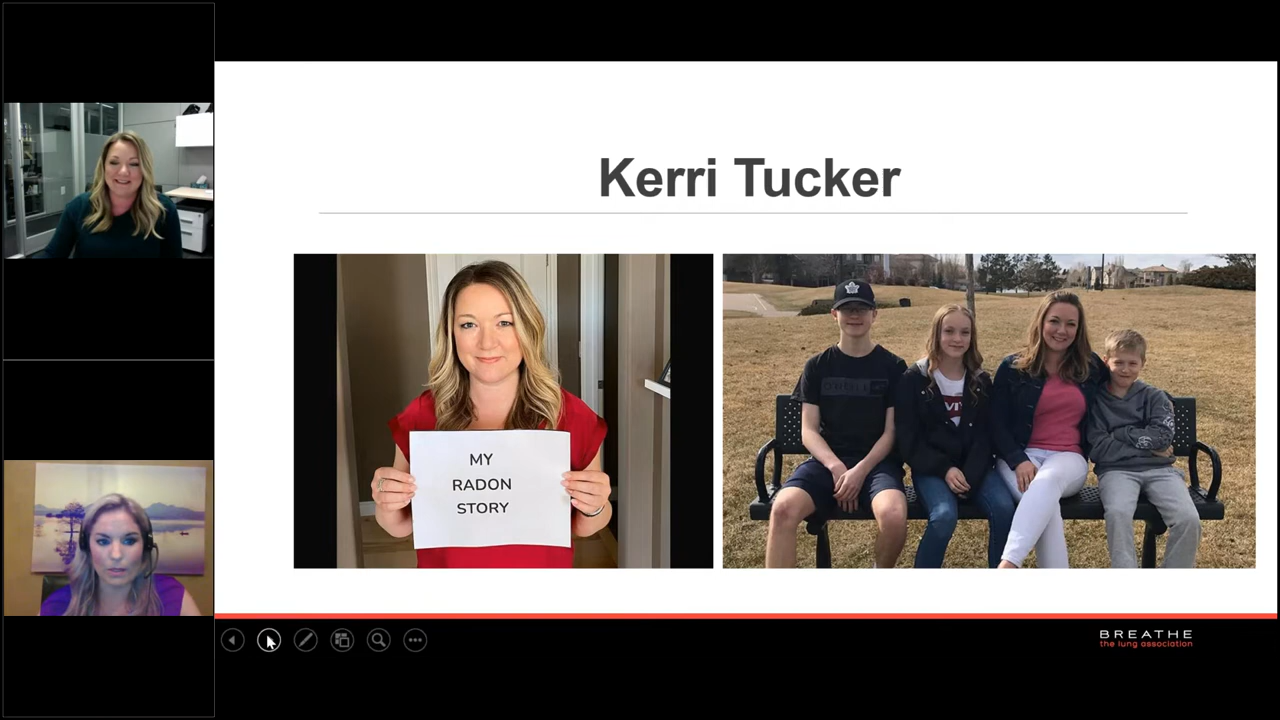 Kerri Tucker
MY
RADON
STORY
BREATHE
the lung association